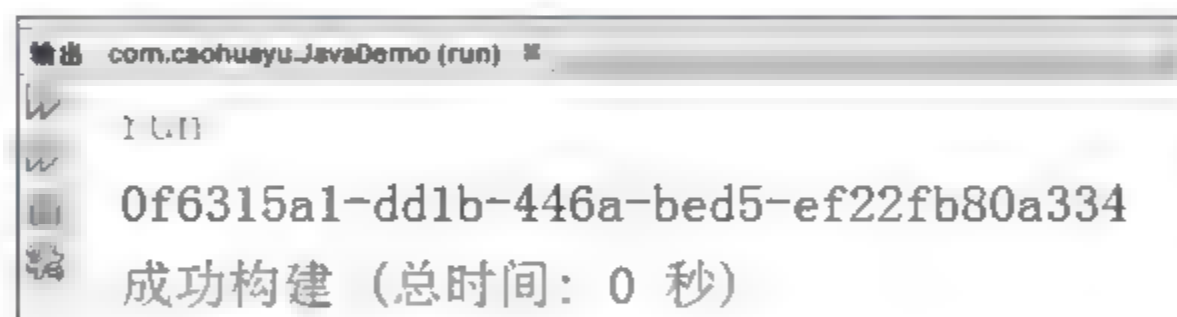 输出 com.caohuayu.JavaDemo (run)
run
0f6315a1-dd1b-446a-bed5-ef22fb80a334
成功构建 (总时间: 0 秒)